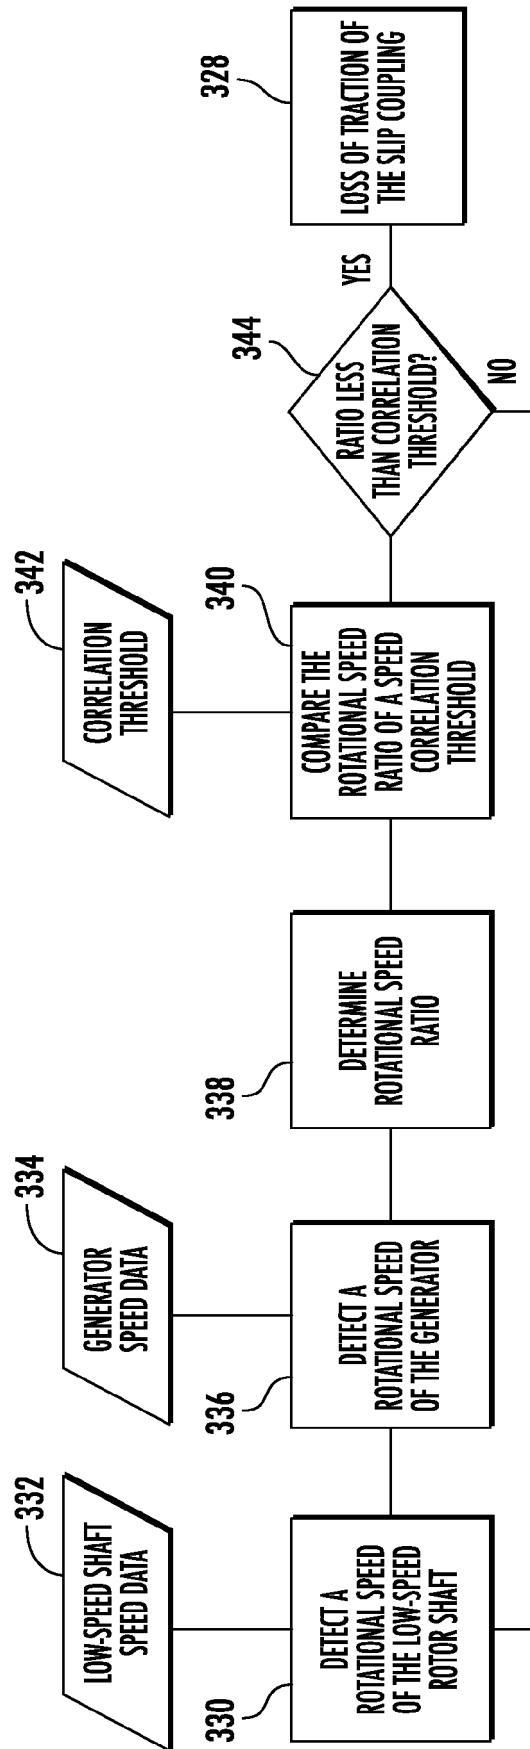 332
LOW-SPEED SHAFT
SPEED DATA
334
GENERATOR
SPEED DATA
342
CORRELATION
THRESHOLD
330
DETECT A
ROTATIONAL SPEED
OF THE LOW-SPEED
ROTOR SHAFT
336
DETECT A
ROTATIONAL SPEED
OF THE GENERATOR
338
DETERMINE
ROTATIONAL SPEED
RATIO
340
COMPARE THE
ROTATIONAL SPEED
RATIO OF A SPEED
CORRELATION
THRESHOLD
344
RATIO LESS
THAN CORRELATION
THRESHOLD?
YES
NO
328
LOSS OF TRACTION OF
THE SLIP COUPLING